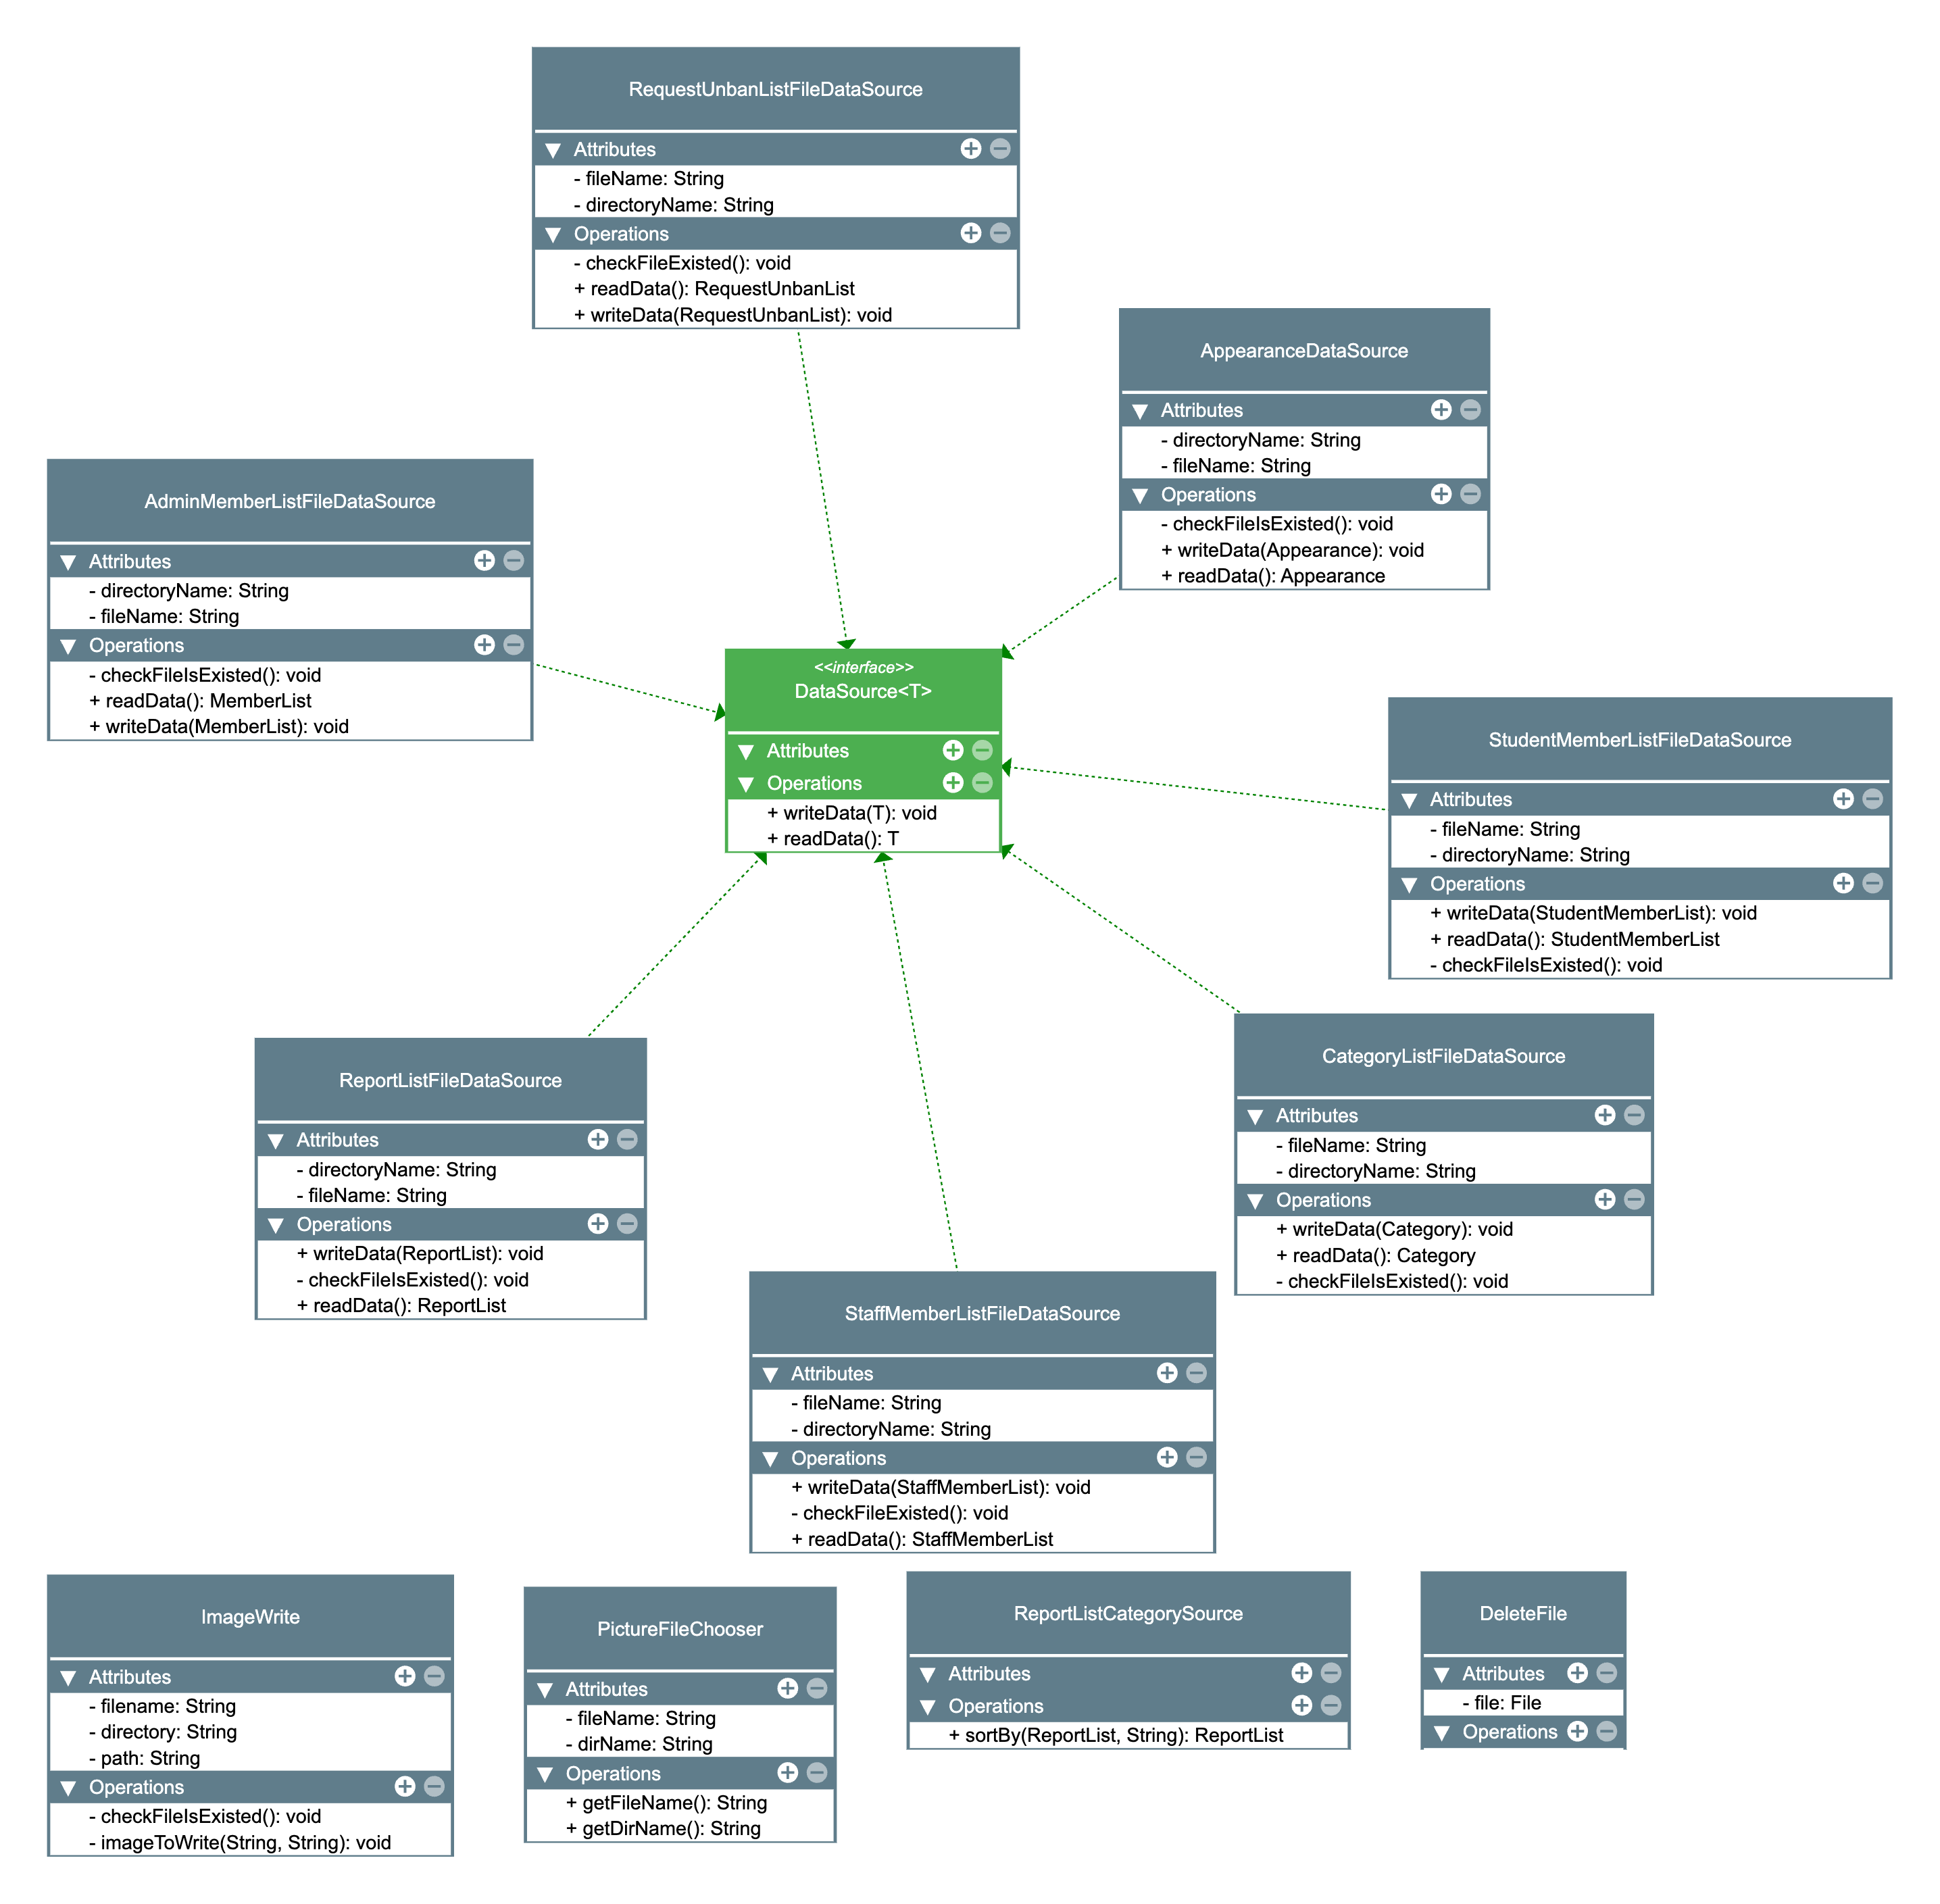 RequestUnbanListFileDataSource
Attributes
- fileName: String
- directoryName: String
Operations
- checkFileExisted(): void
+ readData(): RequestUnbanList
+ writeData(RequestUnbanList): void
AppearanceDataSource
Attributes
- directoryName: String
- fileName: String
Operations
- checkFileIsExisted(): void
+ writeData(Appearance): void
+ readData(): Appearance
AdminMemberListFileDataSource
Attributes
- directoryName: String
- fileName: String
Operations
- checkFileIsExisted(): void
+ readData(): MemberList
+ writeData(MemberList): void
<<interface>>
DataSource<T>
Attributes
Operations
+ writeData(T): void
+ readData(): T
StudentMemberListFileDataSource
Attributes
- fileName: String
- directoryName: String
Operations
+ writeData(StudentMemberList): void
+ readData(): StudentMemberList
- checkFileIsExisted(): void
ReportListFileDataSource
Attributes
- directoryName: String
- fileName: String
Operations
+ writeData(ReportList): void
- checkFileIsExisted(): void
+ readData(): ReportList
CategoryListFileDataSource
Attributes
- fileName: String
- directoryName: String
Operations
+ writeData(Category): void
+ readData(): Category
- checkFileIsExisted(): void
StaffMemberListFileDataSource
Attributes
- fileName: String
- directoryName: String
Operations
+ writeData(StaffMemberList): void
- checkFileExisted(): void
+ readData(): StaffMemberList
ImageWrite
Attributes
- filename: String
- directory: String
- path: String
Operations
- checkFileIsExisted(): void
- imageToWrite(String, String): void
PictureFileChooser
Attributes
- fileName: String
- dirName: String
Operations
+ getFileName(): String
+ getDirName(): String
ReportListCategorySource
Attributes
Operations
+ sortBy(ReportList, String): ReportList
DeleteFile
Attributes
- file: File
Operations